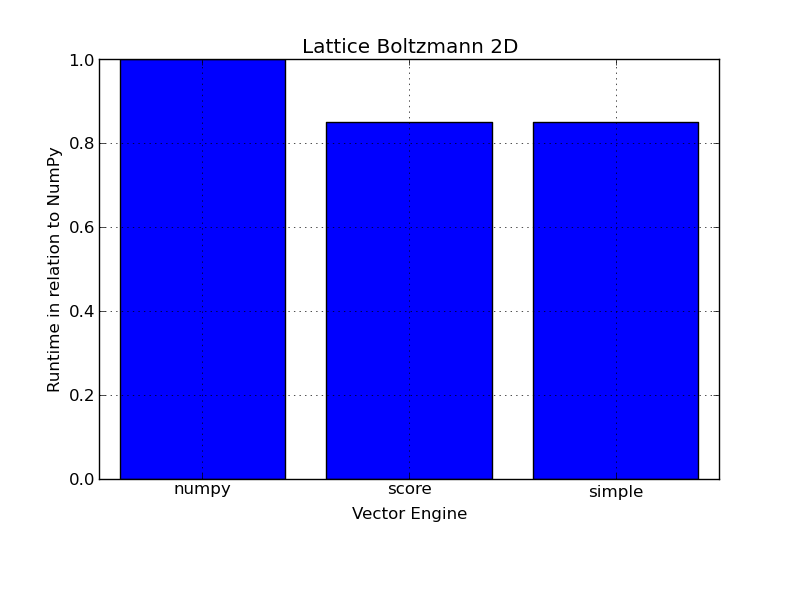 Lattice Boltzmann 2D
1.0
0.8
0.6
0.4
0.2
0.0
Runtime in relation to NumPy
numpy score simple
Vector Engine